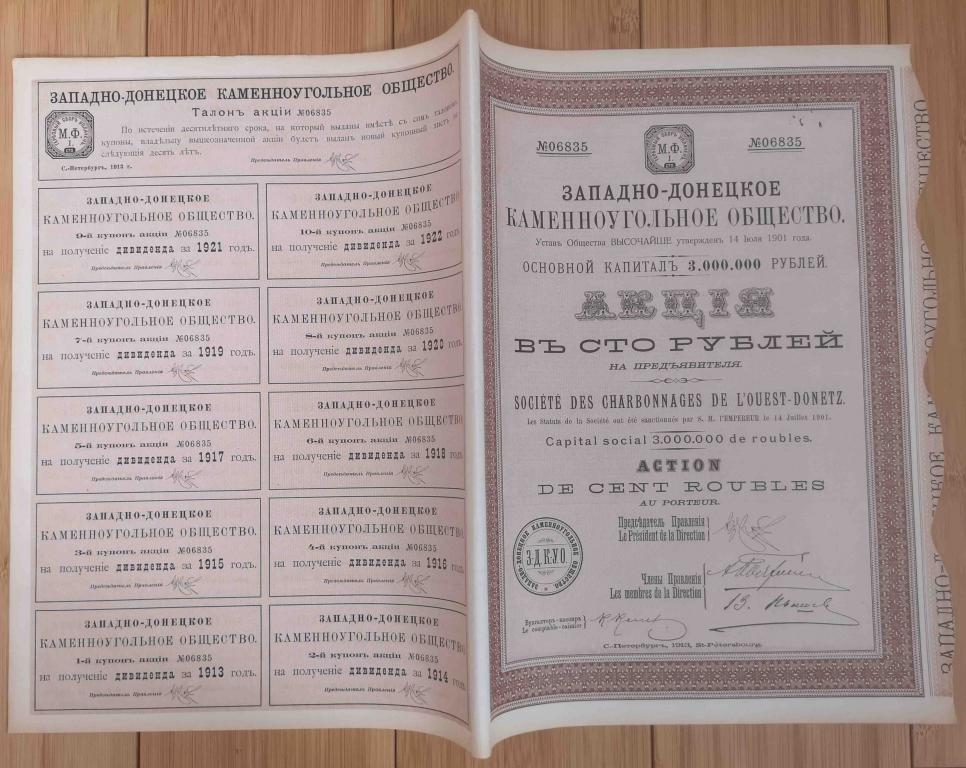 ЗАПАДНО-ДОНЕЦКОЕ КАМЕННОУГОЛЬНОЕ ОБЩЕСТВО.
Талонъ акціи №06835
М.Ф.
I.
По истеченіи десятилѣтняго срока, на который выданы вмѣстѣ съ симъ талономъ
купоны, владѣльцу вышеозначенной акціи будетъ выданъ новый купонный листъ на
слѣдующія десять лѣтъ.
С.-Петербургъ, 1913 г.
Предсѣдатель Правленія
ЗАПАДНО-ДОНЕЦКОЕ
КАМЕННОУГОЛЬНОЕ ОБЩЕСТВО.
9-й купонъ акціи №06835
на полученіе дивиденда за 1921 годъ.
Предсѣдатель Правленія
ЗАПАДНО-ДОНЕЦКОЕ
КАМЕННОУГОЛЬНОЕ ОБЩЕСТВО.
10-й купонъ акціи №06835
на полученіе дивиденда за 1922 годъ.
Предсѣдатель Правленія
ЗАПАДНО-ДОНЕЦКОЕ
КАМЕННОУГОЛЬНОЕ ОБЩЕСТВО.
7-й купонъ акціи №06835
на полученіе дивиденда за 1919 годъ.
Предсѣдатель Правленія
ЗАПАДНО-ДОНЕЦКОЕ
КАМЕННОУГОЛЬНОЕ ОБЩЕСТВО.
8-й купонъ акціи №06835
на полученіе дивиденда за 1920 годъ.
Предсѣдатель Правленія
ЗАПАДНО-ДОНЕЦКОЕ
КАМЕННОУГОЛЬНОЕ ОБЩЕСТВО.
5-й купонъ акціи №06835
на полученіе дивиденда за 1917 годъ.
Предсѣдатель Правленія
ЗАПАДНО-ДОНЕЦКОЕ
КАМЕННОУГОЛЬНОЕ ОБЩЕСТВО.
6-й купонъ акціи №06835
на полученіе дивиденда за 1918 годъ.
Предсѣдатель Правленія
ЗАПАДНО-ДОНЕЦКОЕ
КАМЕННОУГОЛЬНОЕ ОБЩЕСТВО.
3-й купонъ акціи №06835
на полученіе дивиденда за 1915 годъ.
Предсѣдатель Правленія
ЗАПАДНО-ДОНЕЦКОЕ
КАМЕННОУГОЛЬНОЕ ОБЩЕСТВО.
4-й купонъ акціи №06835
на полученіе дивиденда за 1916 годъ.
Предсѣдатель Правленія
ЗАПАДНО-ДОНЕЦКОЕ
КАМЕННОУГОЛЬНОЕ ОБЩЕСТВО.
1-й купонъ акціи №06835
на полученіе дивиденда за 1913 годъ.
Предсѣдатель Правленія
ЗАПАДНО-ДОНЕЦКОЕ
КАМЕННОУГОЛЬНОЕ ОБЩЕСТВО.
2-й купонъ акціи №06835
на полученіе дивиденда за 1914 годъ.
Предсѣдатель Правленія
№06835
М.Ф.
I.
№06835
ЗАПАДНО-ДОНЕЦКОЕ
КАМЕННОУГОЛЬНОЕ ОБЩЕСТВО.
Уставъ Общества ВЫСОЧАЙШЕ утвержденъ 14 Іюля 1901 года.
ОСНОВНОЙ КАПИТАЛЪ 3.000.000 РУБЛЕЙ.
АКЦІЯ
ВЪ СТО РУБЛЕЙ
НА ПРЕДЪЯВИТЕЛЯ.
SOCIÉTÉ DES CHARBONNAGES DE L'OUEST-DONETZ.
Les Statuts de la Société ont été sanctionnés par S. M. l'EMPEREUR le 14 Juillet 1901.
Capital social 3.000.000 de roubles.
ACTION
DE CENT ROUBLES
AU PORTEUR.
Предсѣдатель Правленія
Le Président de la Direction
Члены Правленія
Les membres de la Direction
Бухгалтеръ-кассиръ
Le comptable-caissier
ЗАПАДНО-ДОНЕЦКОЕ КАМЕННОУГОЛЬНОЕ ОБЩЕСТВО
З-Д.К.У.О
С.-Петербургъ, 1913, St-Pétersbourg.